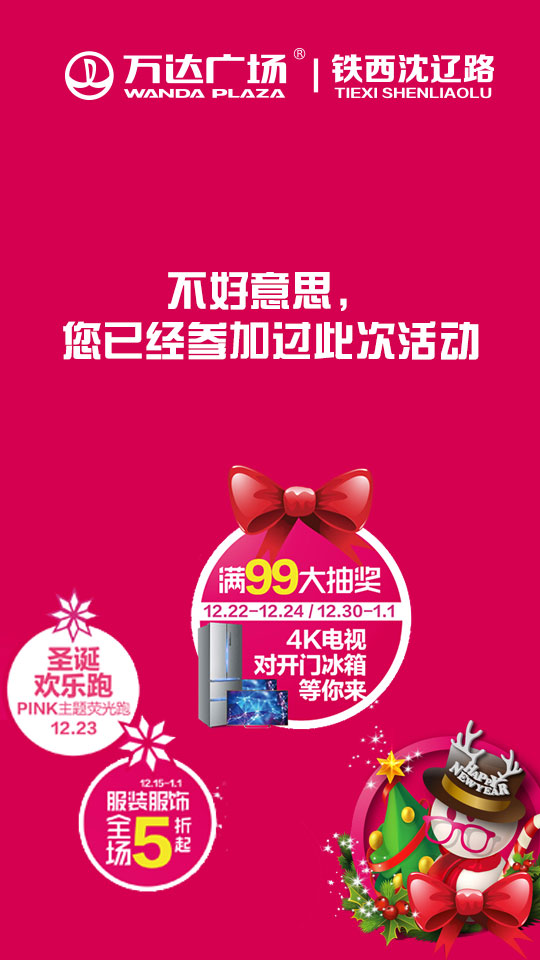 万达广场® | 铁西沈辽路
WANDA PLAZA TIEXI SHENLIAOLU
不好意思，
您已经参加过此次活动
满99大抽奖
12.22-12.24 / 12.30-1.1
4K电视
对开门冰箱
等你来
圣诞
欢乐跑
PINK主题荧光跑
12.23
12.15-1.1
服装服饰
全场5折起
HAPPY
NEW YEAR